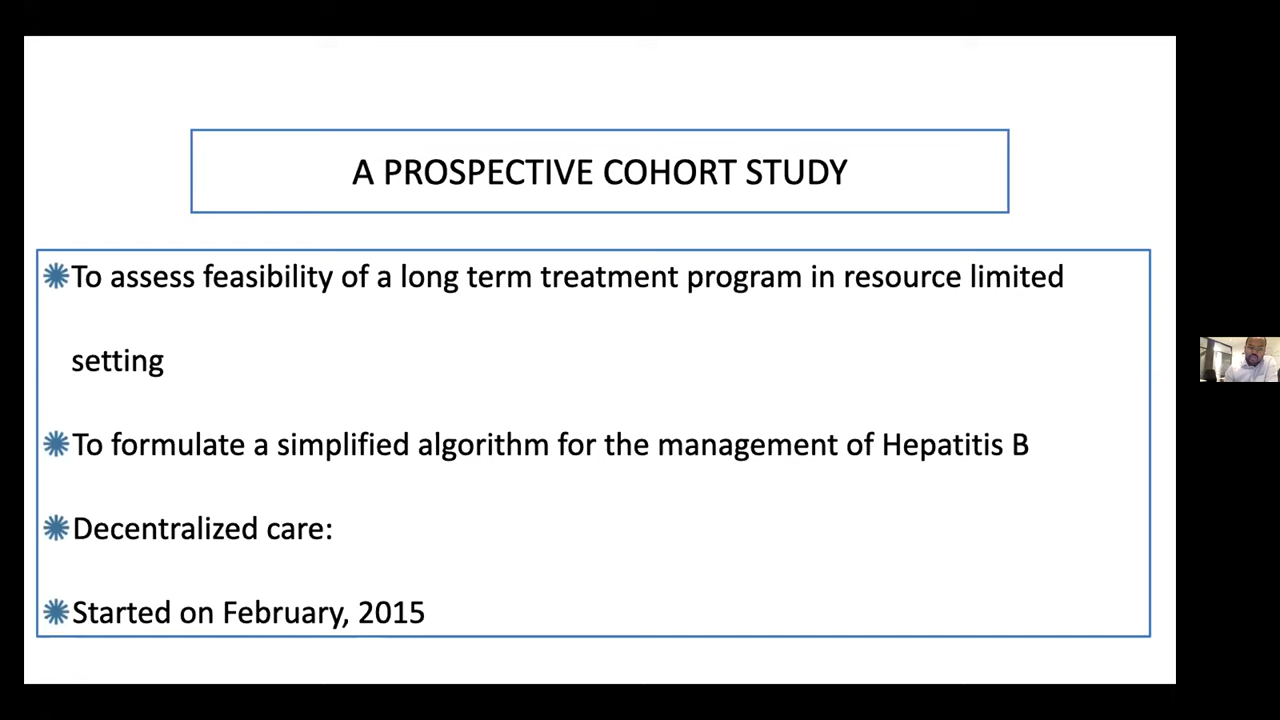 A PROSPECTIVE COHORT STUDY
To assess feasibility of a long term treatment program in resource limited
setting
To formulate a simplified algorithm for the management of Hepatitis B
Decentralized care:
Started on February, 2015